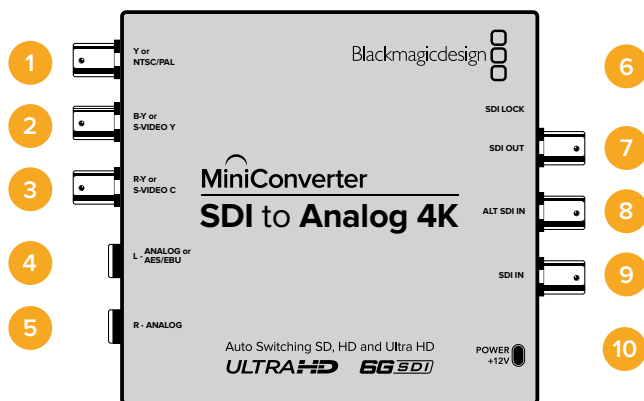 1
Y or
NTSC/PAL
2
B-Y or
S-VIDEO Y
3
R-Y or
S-VIDEO C
4
L - ANALOG or
AES/EBU
5
R - ANALOG
Blackmagicdesign
MiniConverter
SDI to Analog 4K
Auto Switching SD, HD and Ultra HD
ULTRA HD 6G SDI
6
SDI LOCK
SDI OUT
7
ALT SDI IN
8
SDI IN
9
POWER
+12V
10